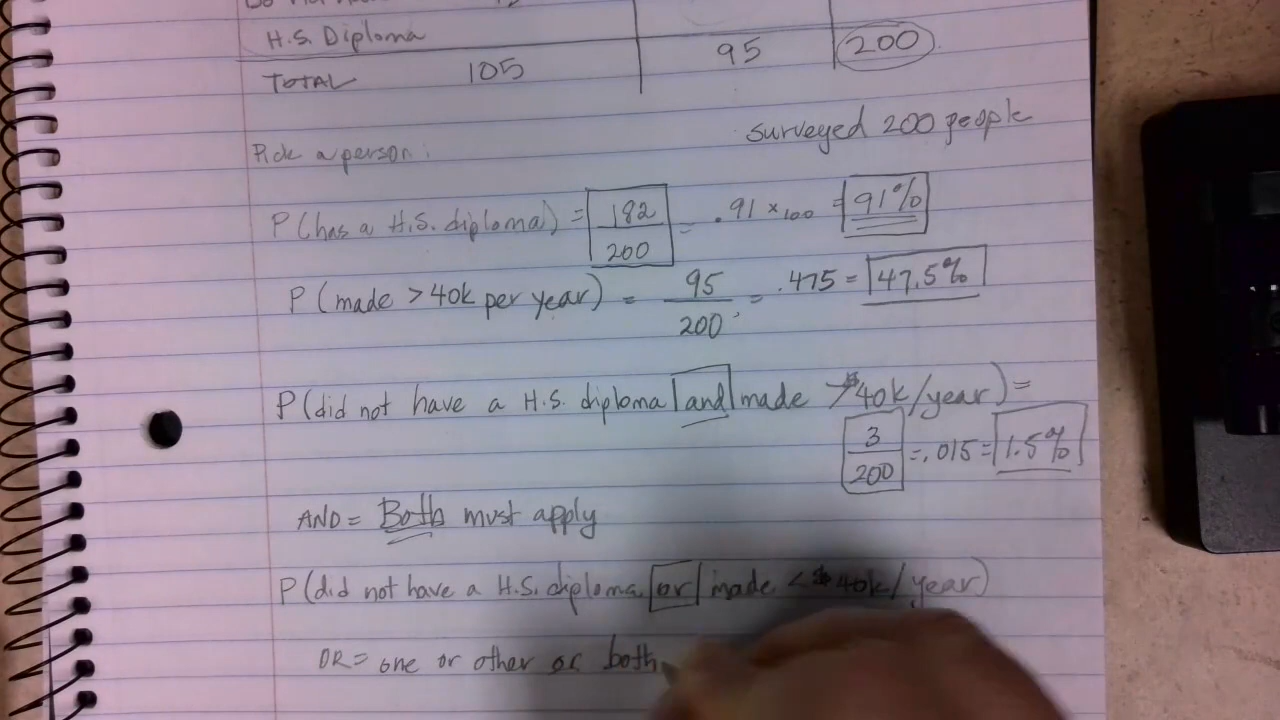 H.S. Diploma 95 200
TOTAL 105
surveyed 200 people
Pick a person:
P(has a H.S. diploma) = 182/200 = .91 x100 = 91%
P(made >40k per year) = 95/200 = .475 = 47.5%
P(did not have a H.S. diploma and made >$40k/year) =
3/200 = .015 = 1.5%
AND = Both must apply
P(did not have a H.S. diploma or made <$40k/year)
OR = one or other or both